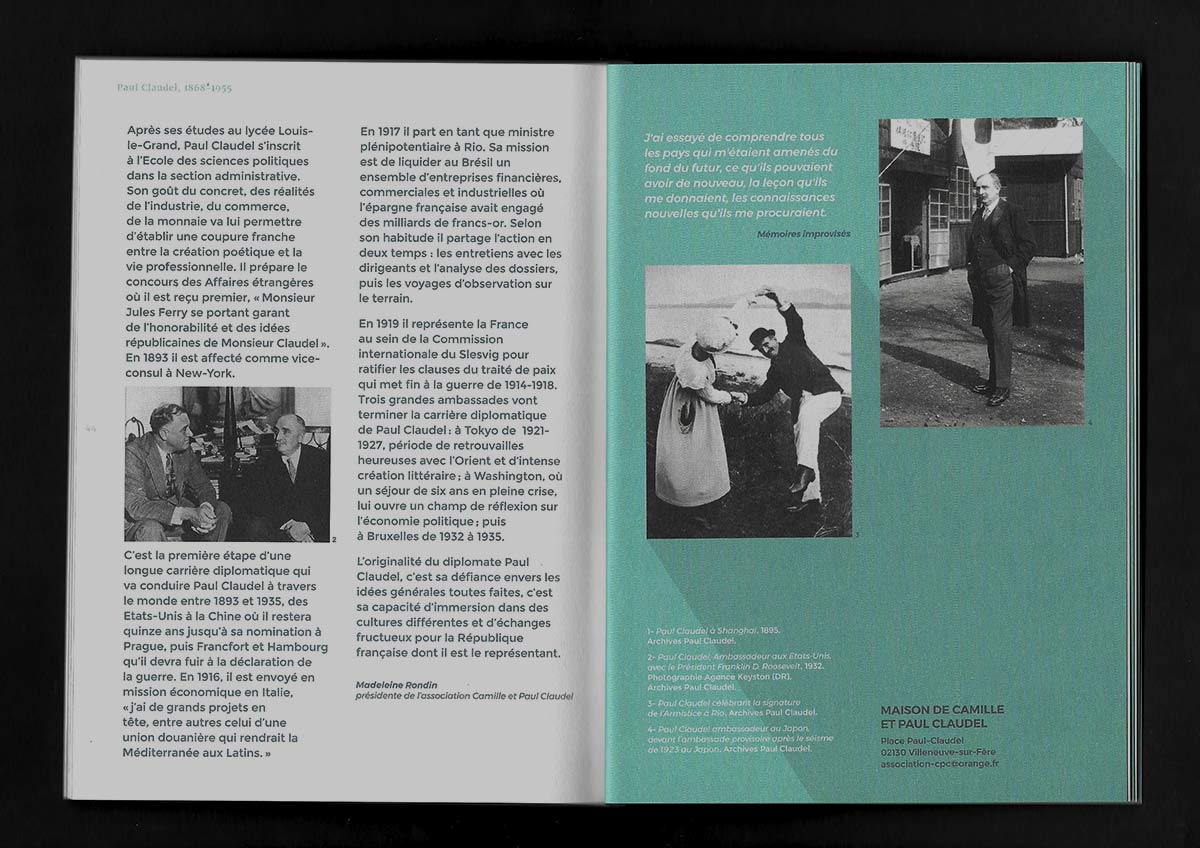 Paul Claudel, 1868-1955
Après ses études au lycée Louis-
le-Grand, Paul Claudel s'inscrit
à l'Ecole des sciences politiques
dans la section administrative.
Son goût du concret, des réalités
de l'industrie, du commerce,
de la monnaie va lui permettre
d'établir une coupure franche
entre la création poétique et la
vie professionnelle. Il prépare le
concours des Affaires étrangères
où il est reçu premier, « Monsieur
Jules Ferry se portant garant
de l'honorabilité et des idées
républicaines de Monsieur Claudel ».
En 1893 il est affecté comme vice-
consul à New-York.
2
C'est la première étape d'une
longue carrière diplomatique qui
va conduire Paul Claudel à travers
le monde entre 1893 et 1935, des
Etats-Unis à la Chine où il restera
quinze ans jusqu'à sa nomination à
Prague, puis Francfort et Hambourg
qu'il devra fuir à la déclaration de
la guerre. En 1916, il est envoyé en
mission économique en Italie,
« j'ai de grands projets en
tête, entre autres celui d'une
union douanière qui rendrait la
Méditerranée aux Latins. »
44
En 1917 il part en tant que ministre
plénipotentiaire à Rio. Sa mission
est de liquider au Brésil un
ensemble d'entreprises financières,
commerciales et industrielles où
l'épargne française avait engagé
des milliards de francs-or. Selon
son habitude il partage l'action en
deux temps : les entretiens avec les
dirigeants et l'analyse des dossiers,
puis les voyages d'observation sur
le terrain.
En 1919 il représente la France
au sein de la Commission
internationale du Slesvig pour
ratifier les clauses du traité de paix
qui met fin à la guerre de 1914-1918.
Trois grandes ambassades vont
terminer la carrière diplomatique
de Paul Claudel : à Tokyo de 1921-
1927, période de retrouvailles
heureuses avec l'Orient et d'intense
création littéraire ; à Washington, où
un séjour de six ans en pleine crise,
lui ouvre un champ de réflexion sur
l'économie politique ; puis
à Bruxelles de 1932 à 1935.
L'originalité du diplomate Paul
Claudel, c'est sa défiance envers les
idées générales toutes faites, c'est
sa capacité d'immersion dans des
cultures différentes et d'échanges
fructueux pour la République
française dont il est le représentant.
Madeleine Rondin
présidente de l'association Camille et Paul Claudel
J'ai essayé de comprendre tous
les pays qui m'étaient amenés du
fond du futur, ce qu'ils pouvaient
avoir de nouveau, la leçon qu'ils
me donnaient, les connaissances
nouvelles qu'ils me procuraient.
Mémoires improvisés
3
4
1- Paul Claudel à Shanghaï, 1895.
Archives Paul Claudel.
2- Paul Claudel, Ambassadeur aux Etats-Unis,
avec le Président Franklin D. Roosevelt, 1932.
Photographie Agence Keyston (DR).
Archives Paul Claudel.
3- Paul Claudel célébrant la signature
de l'Armistice à Rio. Archives Paul Claudel.
4- Paul Claudel ambassadeur au Japon,
devant l'ambassade provisoire après le séisme
de 1923 au Japon. Archives Paul Claudel.
MAISON DE CAMILLE
ET PAUL CLAUDEL
Place Paul-Claudel
02130 Villeneuve-sur-Fère
association-cpc@orange.fr